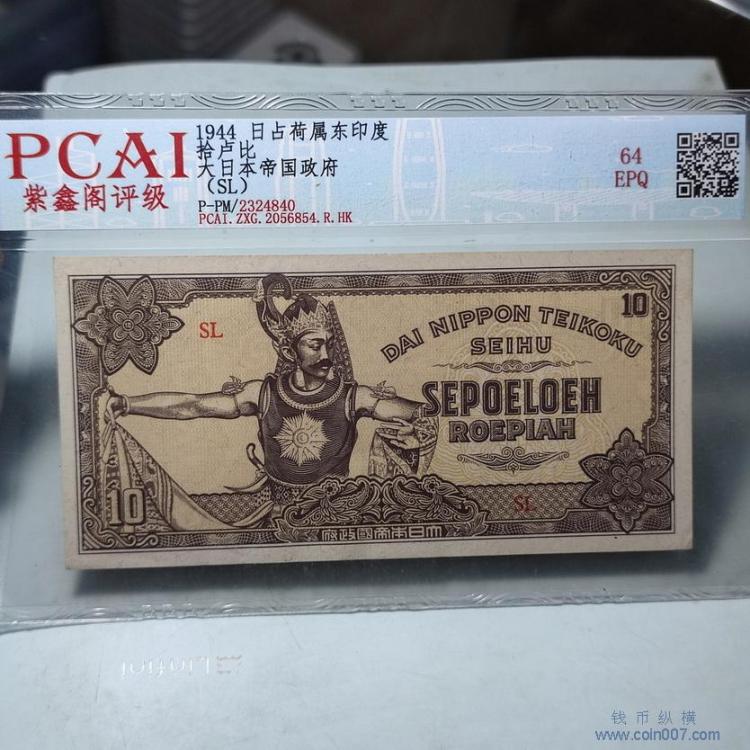 PCAI
紫鑫阁评级
1944 日占荷属东印度
拾卢比
大日本帝国政府
(SL)
P-PM/2324840
PCAI.ZXG.2056854.R.HK
64
EPQ
10
SL
DAI NIPPON TEIKOKU
SEIHU
SEPOELOEH
ROEPIAH
10
SL
府政國帝本日大
钱币纵横
www.coin007.com